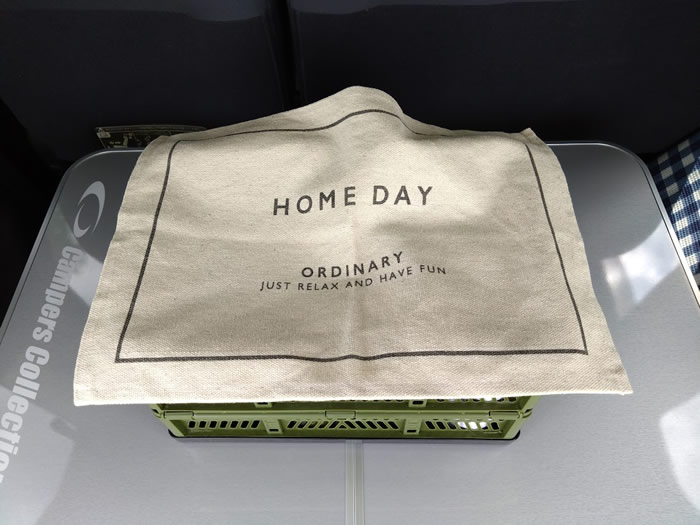 HOME DAY
ORDINARY
JUST RELAX AND HAVE FUN
Campers Collection